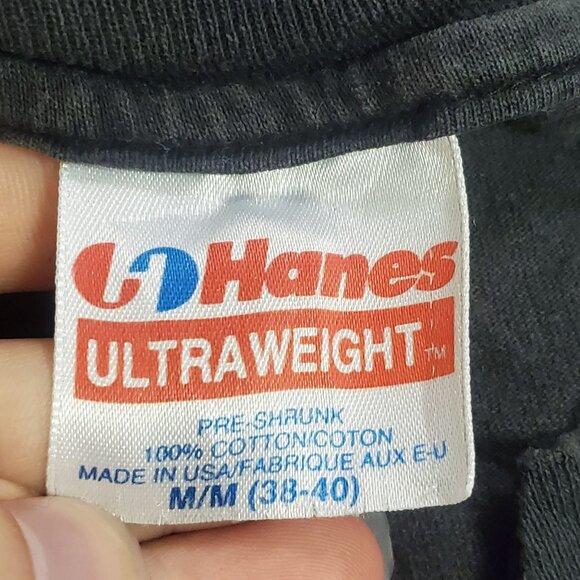 Hanes
ULTRAWEIGHT™
PRE-SHRUNK
100% COTTON/COTON
MADE IN USA/FABRIQUE AUX E-U
M/M (38-40)